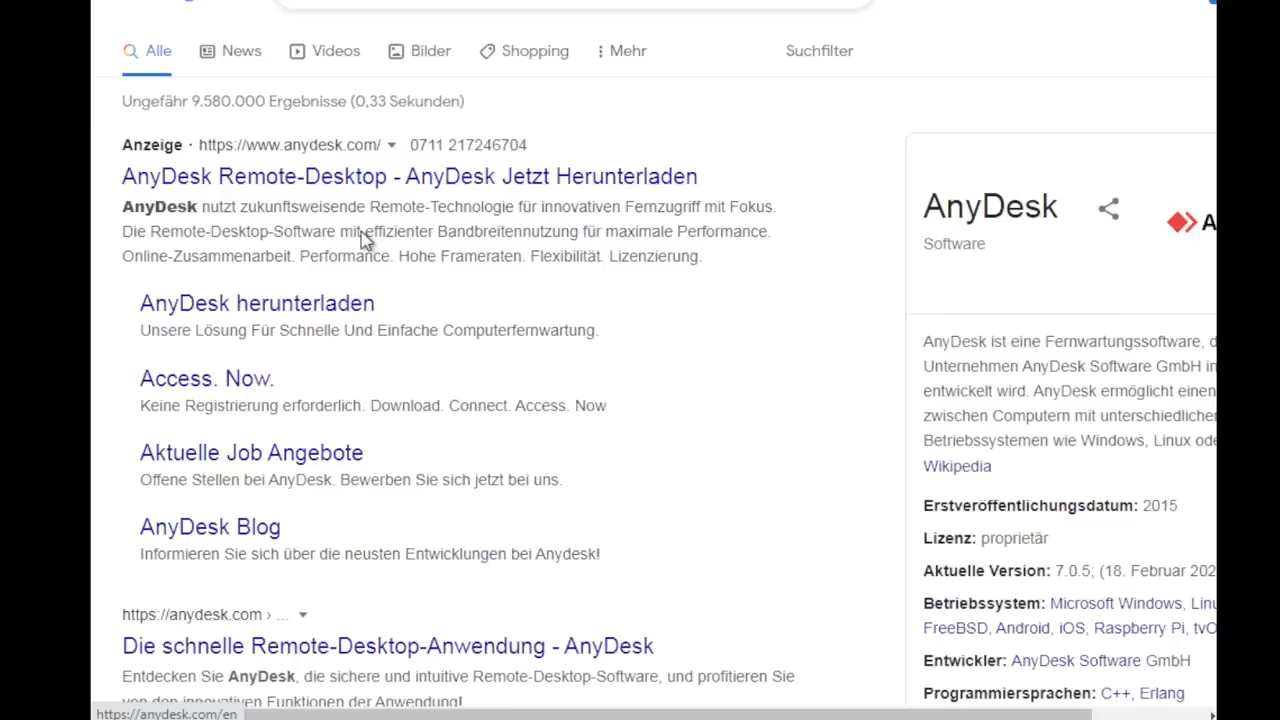 Alle News Videos Bilder Shopping Mehr Suchfilter
Ungefähr 9.580.000 Ergebnisse (0,33 Sekunden)
Anzeige · https://www.anydesk.com/ 0711 217246704
AnyDesk Remote-Desktop - AnyDesk Jetzt Herunterladen
AnyDesk nutzt zukunftsweisende Remote-Technologie für innovativen Fernzugriff mit Fokus.
Die Remote-Desktop-Software mit effizienter Bandbreitennutzung für maximale Performance.
Online-Zusammenarbeit. Performance. Hohe Frameraten. Flexibilität. Lizenzierung.
AnyDesk herunterladen
Unsere Lösung Für Schnelle Und Einfache Computerfernwartung.
Access. Now.
Keine Registrierung erforderlich. Download. Connect. Access. Now
Aktuelle Job Angebote
Offene Stellen bei AnyDesk. Bewerben Sie sich jetzt bei uns.
AnyDesk Blog
Informieren Sie sich über die neusten Entwicklungen bei Anydesk!
https://anydesk.com › ...
Die schnelle Remote-Desktop-Anwendung - AnyDesk
Entdecken Sie AnyDesk, die sichere und intuitive Remote-Desktop-Software, und profitieren Sie
von den innovativen Funktionen der Anwendung!
https://anydesk.com/en
AnyDesk
Software
AnyDesk ist eine Fernwartungssoftware,
Unternehmen AnyDesk Software GmbH in
entwickelt wird. AnyDesk ermöglicht einen
zwischen Computern mit unterschiedlichen
Betriebssystemen wie Windows, Linux
Wikipedia
Erstveröffentlichungsdatum: 2015
Lizenz: proprietär
Aktuelle Version: 7.0.5; (18. Februar 202
Betriebssystem: Microsoft Windows,
FreeBSD, Android, iOS, Raspberry Pi,
Entwickler: AnyDesk Software GmbH
Programmiersprachen: C++, Erlang